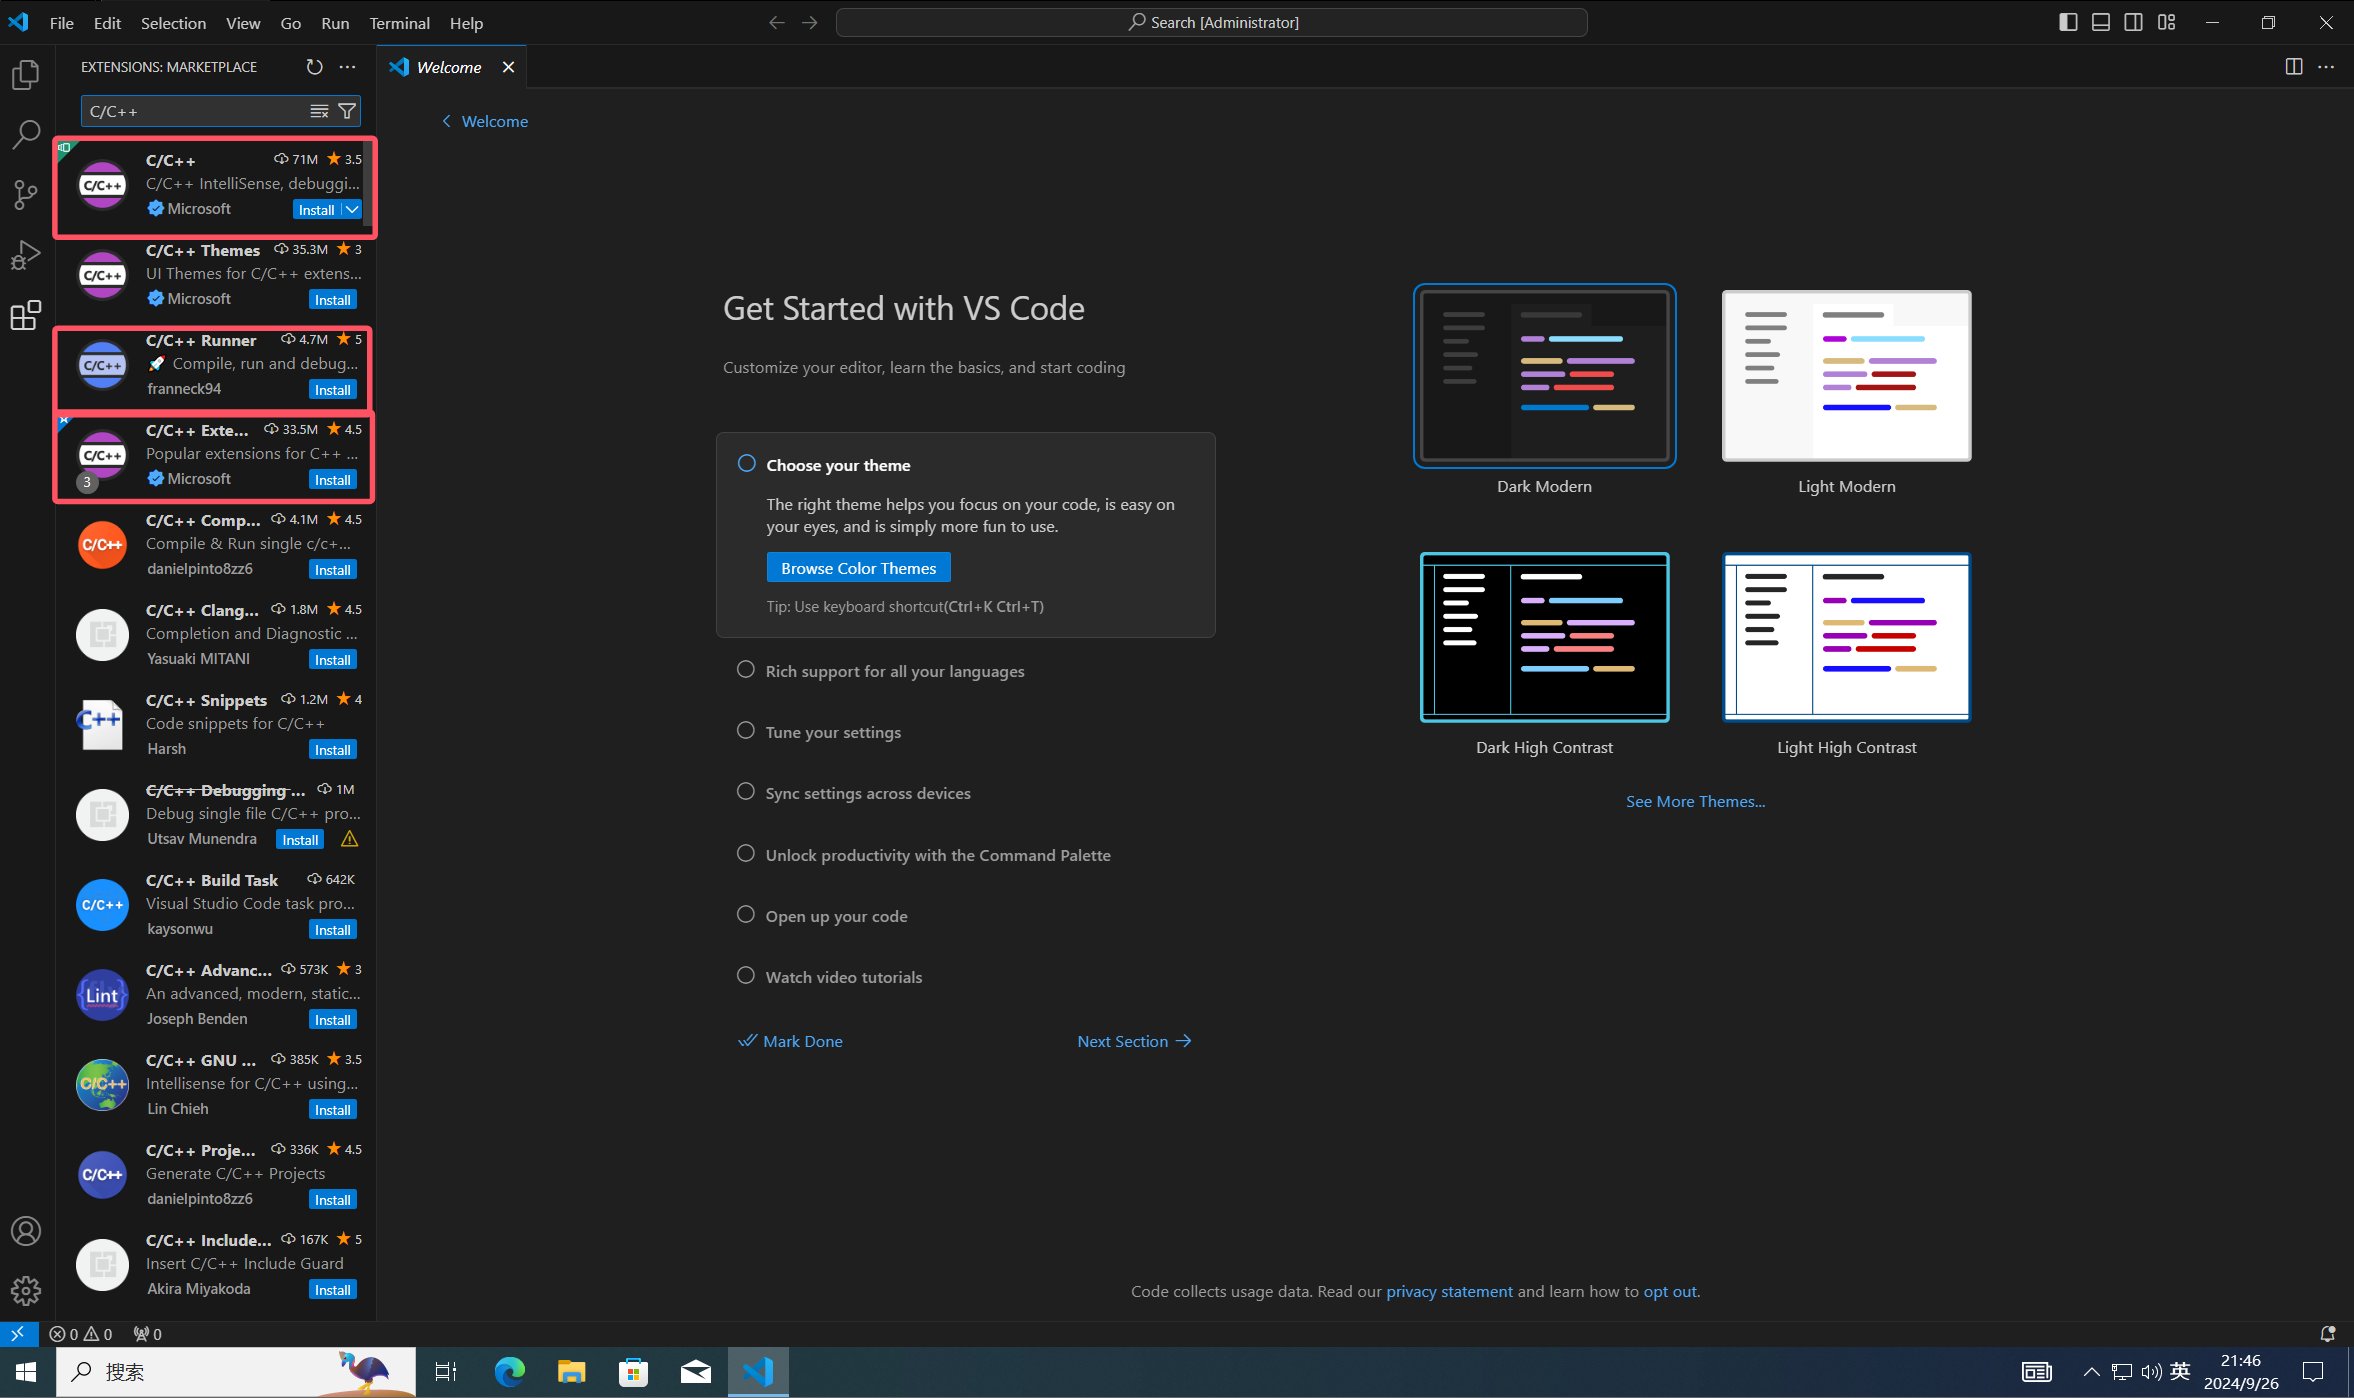 File Edit Selection View Go Run Terminal Help
Search [Administrator]
EXTENSIONS: MARKETPLACE
C/C++
C/C++ 71M 3.5
C/C++ IntelliSense, debuggi...
Microsoft Install
C/C++ Themes 35.3M 3
UI Themes for C/C++ extens...
Microsoft Install
C/C++ Runner 4.7M 5
🚀 Compile, run and debug...
franneck94 Install
C/C++ Exte... 33.5M 4.5
Popular extensions for C++ ...
3 Microsoft Install
C/C++ Comp... 4.1M 4.5
Compile & Run single c/c+...
danielpinto8zz6 Install
C/C++ Clang... 1.8M 4.5
Completion and Diagnostic ...
Yasuaki MITANI Install
C/C++ Snippets 1.2M 4
Code snippets for C/C++
Harsh Install
C/C++ Debugging ... 1M
Debug single file C/C++ pro...
Utsav Munendra Install
C/C++ Build Task 642K
Visual Studio Code task pro...
kaysonwu Install
C/C++ Advanc... 573K 3
An advanced, modern, static...
Joseph Benden Install
C/C++ GNU ... 385K 3.5
Intellisense for C/C++ using...
Lin Chieh Install
C/C++ Proje... 336K 4.5
Generate C/C++ Projects
danielpinto8zz6 Install
C/C++ Include... 167K 5
Insert C/C++ Include Guard
Akira Miyakoda Install
C/C++
C/C++
C/C++
C/C++
C/C++
C++
C/C++
Lint
C/C++
C/C++
Welcome
Welcome
Get Started with VS Code
Customize your editor, learn the basics, and start coding
Choose your theme
The right theme helps you focus on your code, is easy on
your eyes, and is simply more fun to use.
Browse Color Themes
Tip: Use keyboard shortcut(Ctrl+K Ctrl+T)
Rich support for all your languages
Tune your settings
Sync settings across devices
Unlock productivity with the Command Palette
Open up your code
Watch video tutorials
Mark Done Next Section
Dark Modern Light Modern
Dark High Contrast Light High Contrast
See More Themes...
Code collects usage data. Read our privacy statement and learn how to opt out.
0 0 0
搜索
英
21:46
2024/9/26